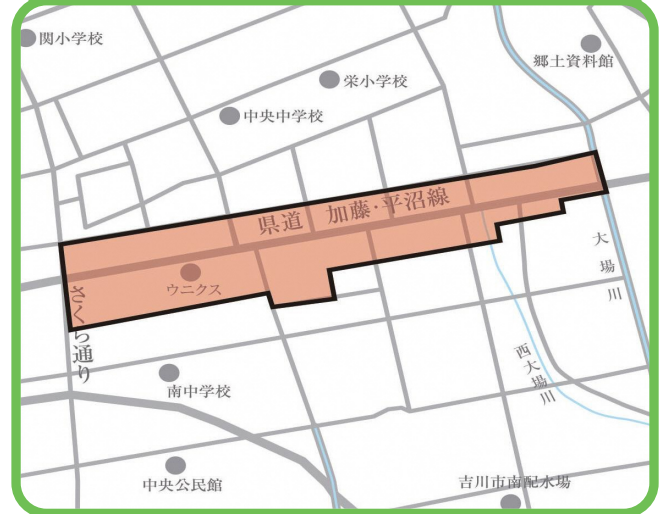 関小学校
郷土資料館
栄小学校
中央中学校
県道 加藤･平沼線
大場川
ウニクス
さくら通り
西大場川
南中学校
中央公民館
吉川市南配水場